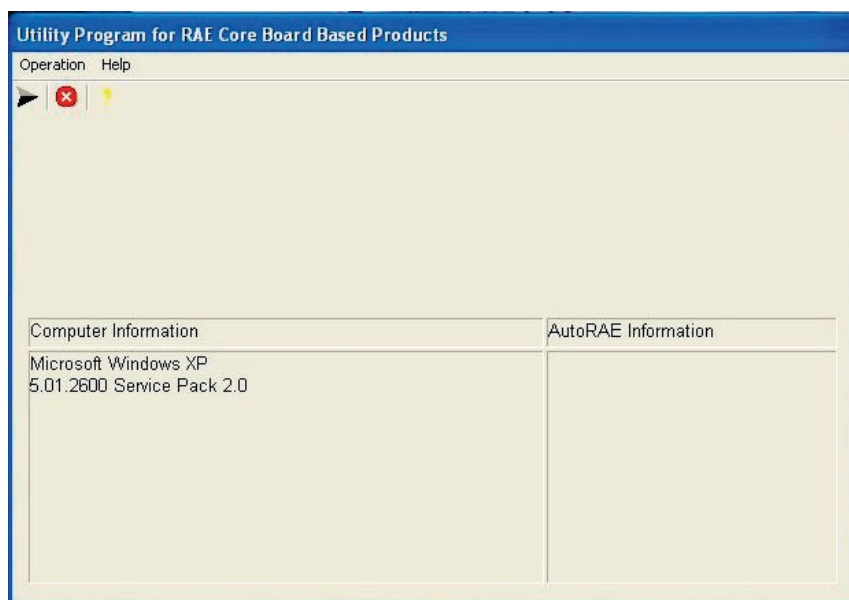 Utility Program for RAE Core Board Based Products
Operation Help
?
Computer Information
AutoRAE Information
Microsoft Windows XP
5.01.2600 Service Pack 2.0